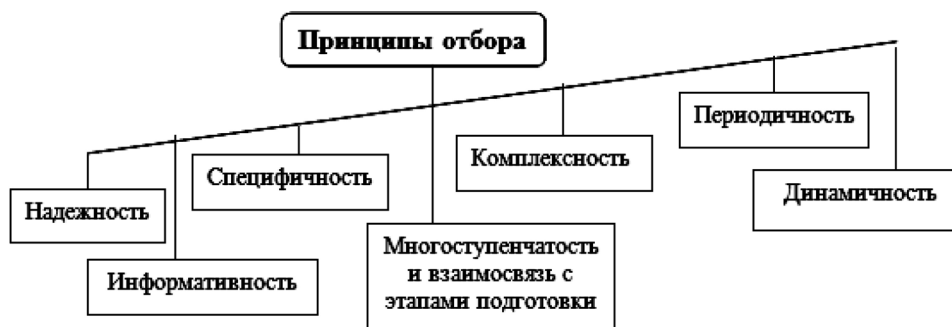 Принципы отбора
Периодичность
Комплексность
Специфичность
Динамичность
Надежность
Многоступенчатость
и взаимосвязь с
этапами подготовки
Информативность